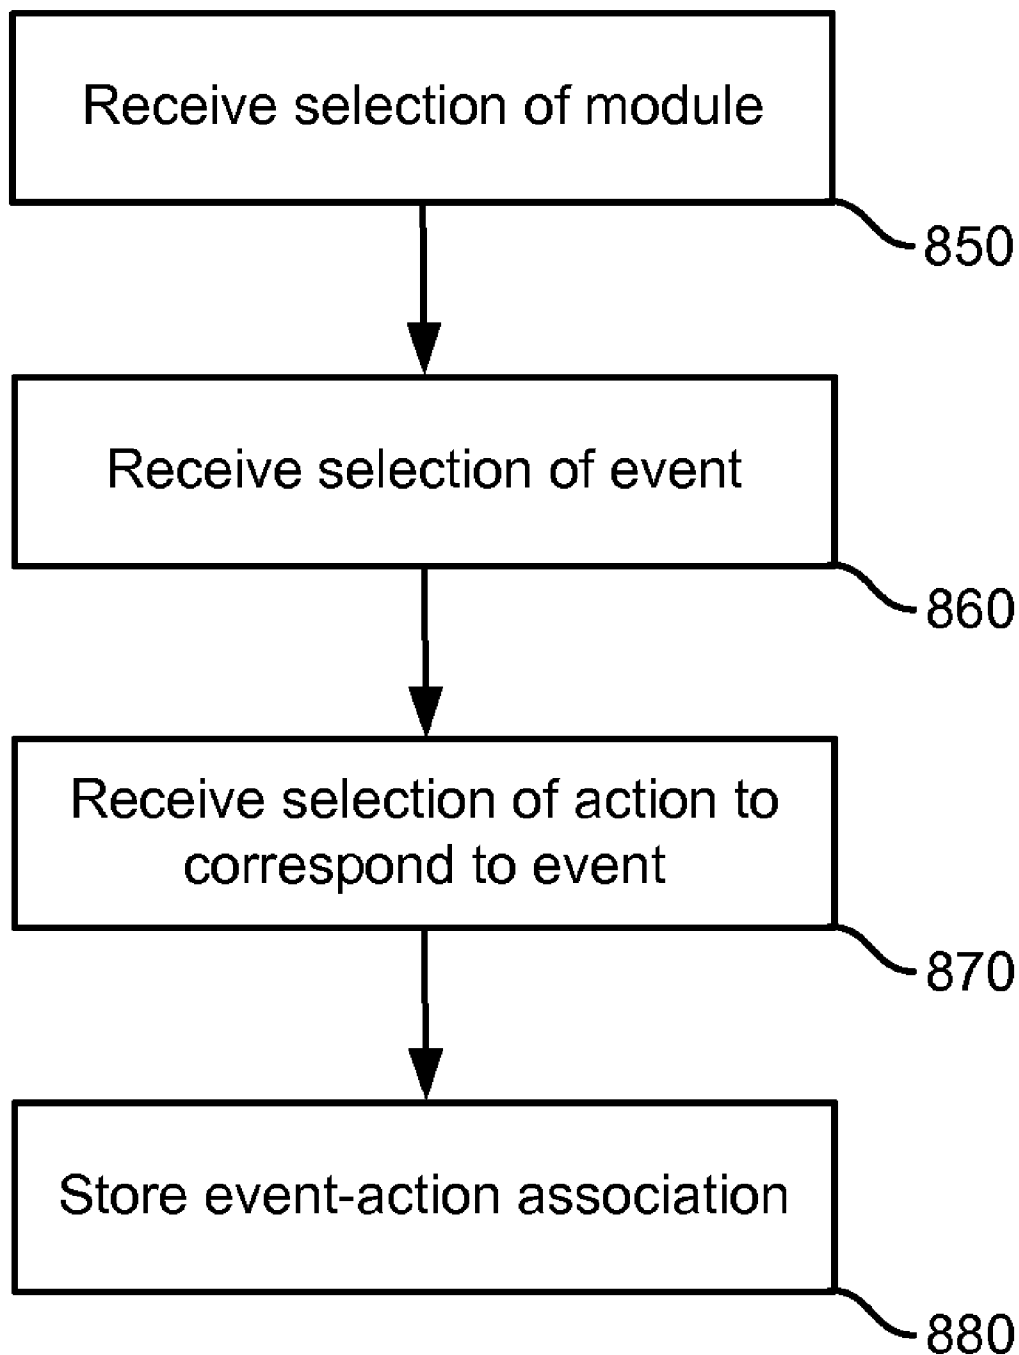 Receive selection of module
850
Receive selection of event
860
Receive selection of action to
correspond to event
870
Store event-action association
880